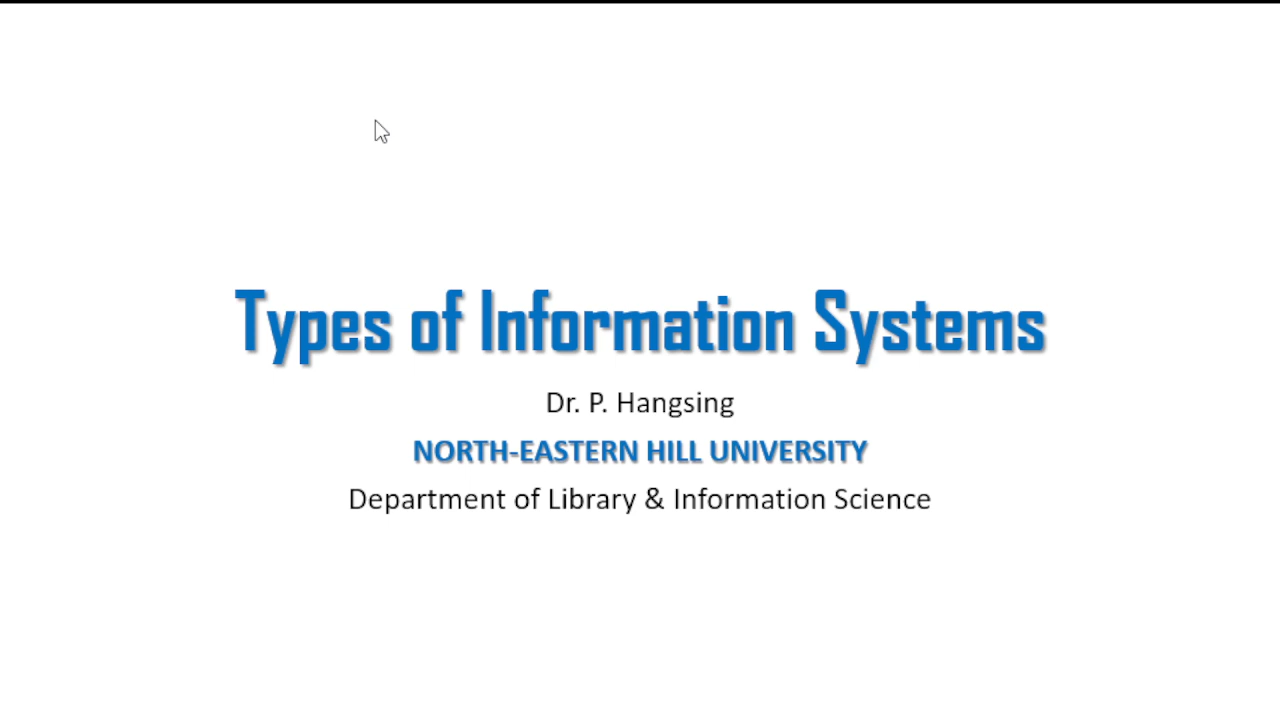 Types of Information Systems
Dr. P. Hangsing
NORTH-EASTERN HILL UNIVERSITY
Department of Library & Information Science